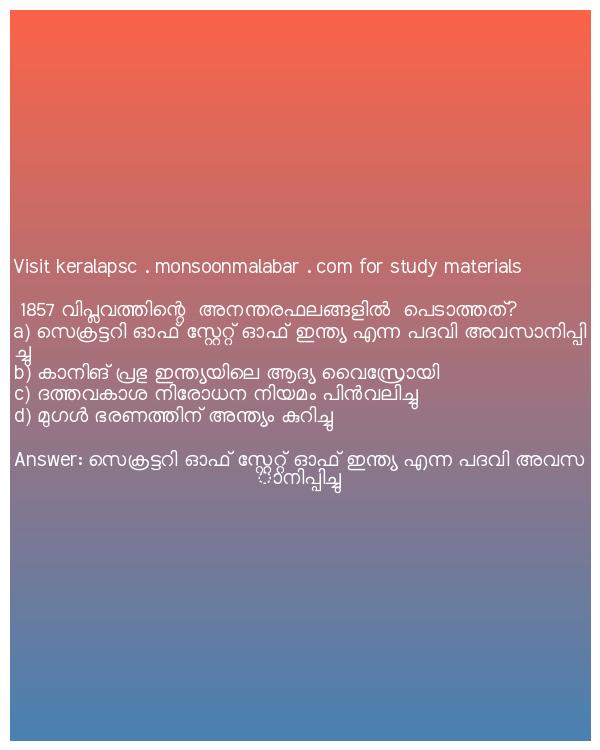 Visit keralapsc . monsoonmalabar . com for study materials
1857 വിപ്ലവത്തിന്റെ അനന്തരഫലങ്ങളിൽ പെടാത്തത്?
a) സെക്രട്ടറി ഓഫ് സ്റ്റേറ്റ് ഓഫ് ഇന്ത്യ എന്ന പദവി അവസാനിപ്പി
ച്ചു
b) കാനിങ് പ്രഭു ഇന്ത്യയിലെ ആദ്യ വൈസ്രോയി
c) ദത്തവകാശ നിരോധന നിയമം പിൻവലിച്ചു
d) മുഗൾ ഭരണത്തിന് അന്ത്യം കുറിച്ചു
Answer: സെക്രട്ടറി ഓഫ് സ്റ്റേറ്റ് ഓഫ് ഇന്ത്യ എന്ന പദവി അവസ
ാനിപ്പിച്ചു